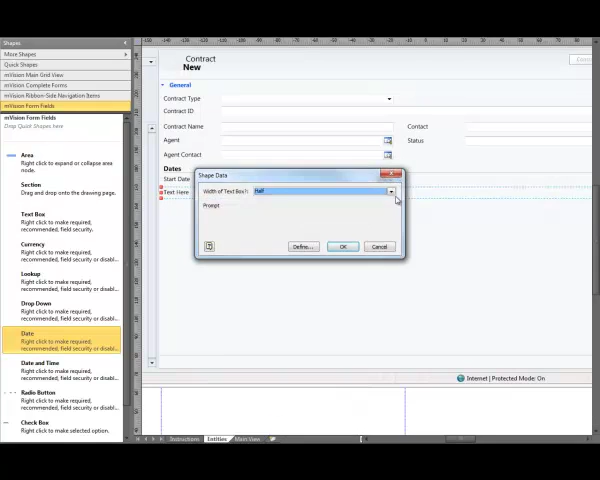 Shapes
More Shapes
Quick Shapes
mVision Main Grid View
mVision Complete Forms
mVision Ribbon-Side Navigation Items
mVision Form Fields
mVision Form Fields
Drop Quick Shapes here
Area
Right click to expand or collapse area
node.
Section
Drag and drop onto the drawing page.
Text Box
Right click to make required,
recommended, field security.
Currency
Right click to make required,
recommended, field security or disabl...
Lookup
Right click to make required,
recommended, field security or disabl...
Drop Down
Right click to make required,
recommended, field security or disabl...
Date
Right click to make required,
recommended, field security or disabl...
Date and Time
Right click to make required,
recommended, field security or disabl...
Radio Button
Right click to make required,
recommended, field security or disabl...
Check Box
Right click to make selected option.
Contract
New
General
Contract Type
Contract ID
Contract Name
Contact
Agent
Status
Agent Contact
Dates
Start Date
Text Here
Shape Data
Width of Text Box:
Half
Prompt
Define...
OK
Cancel
Internet | Protected Mode: On
Instructions
Entities
Main View